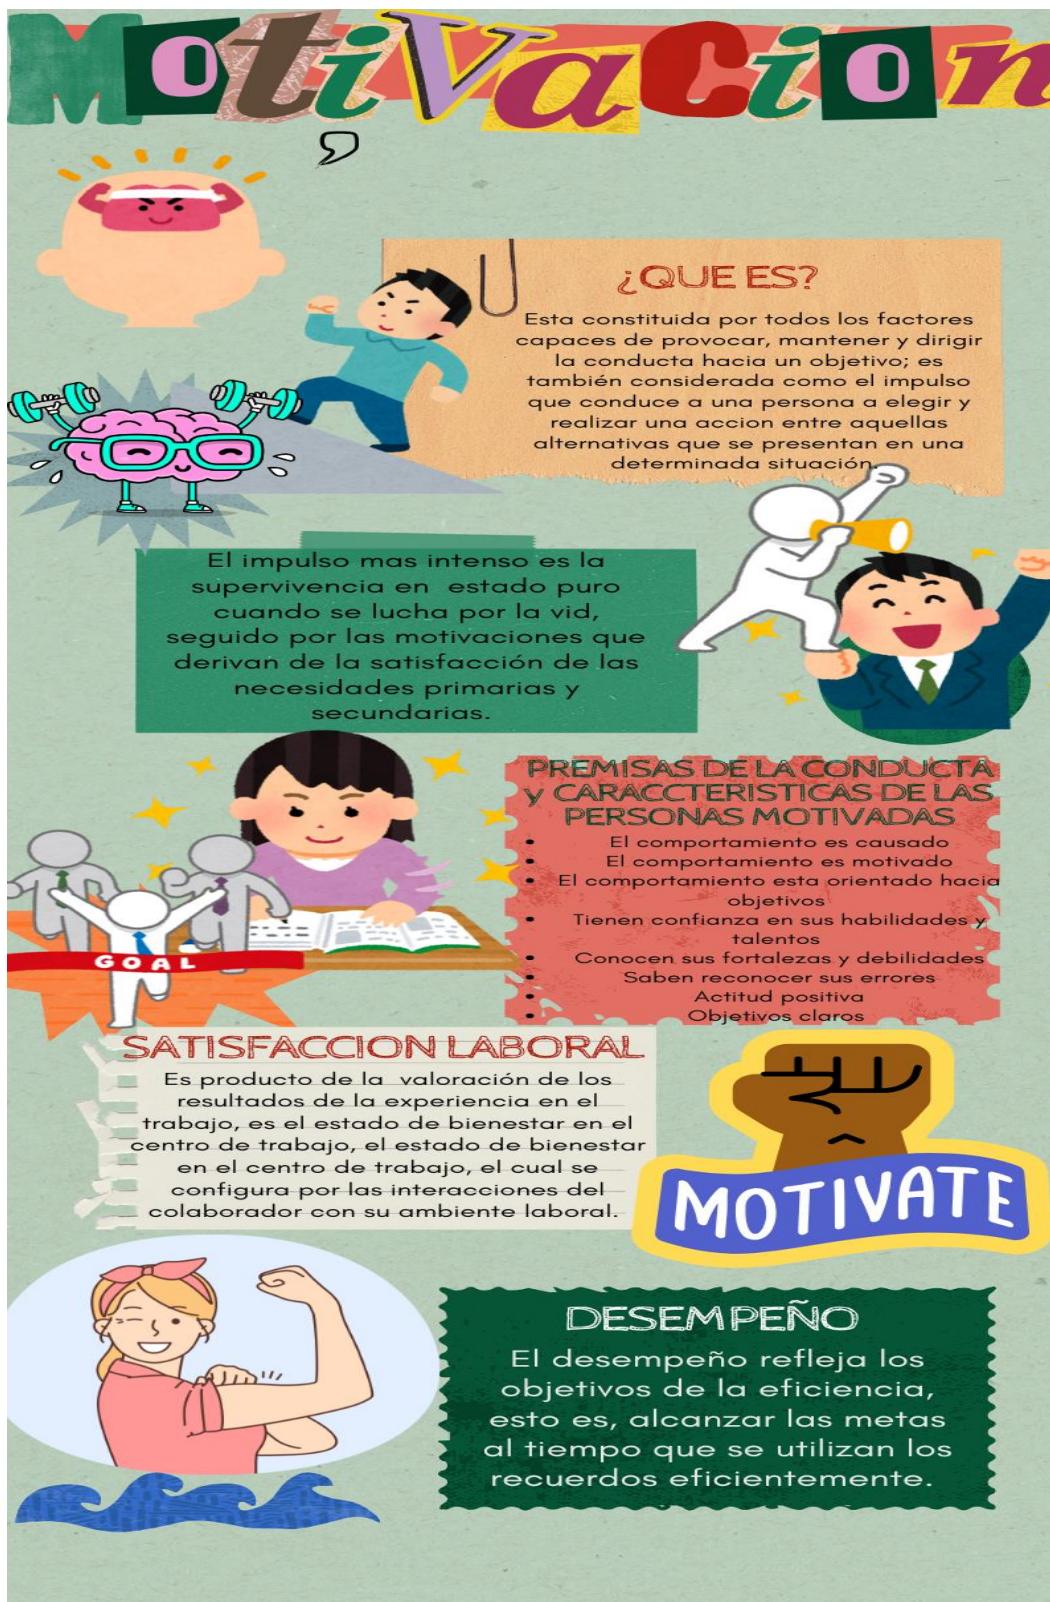 Motivacion
,
¿QUE ES?
Esta constituida por todos los factores
capaces de provocar, mantener y dirigir
la conducta hacia un objetivo; es
también considerada como el impulso
que conduce a una persona a elegir y
realizar una accion entre aquellas
alternativas que se presentan en una
determinada situación.
El impulso mas intenso es la
supervivencia en estado puro
cuando se lucha por la vid,
seguido por las motivaciones que
derivan de la satisfacción de las
necesidades primarias y
secundarias.
PREMISAS DE LA CONDUCTA
y CARACCTERISTICAS DE LAS
PERSONAS MOTIVADAS
• El comportamiento es causado
• El comportamiento es motivado
• El comportamiento esta orientado hacia
objetivos
• Tienen confianza en sus habilidades y
talentos
• Conocen sus fortalezas y debilidades
• Saben reconocer sus errores
• Actitud positiva
• Objetivos claros
GOAL
SATISFACCION LABORAL
Es producto de la valoración de los
resultados de la experiencia en el
trabajo, es el estado de bienestar en el
centro de trabajo, el estado de bienestar
en el centro de trabajo, el cual se
configura por las interacciones del
colaborador con su ambiente laboral.
MOTIVATE
DESEMPEÑO
El desempeño refleja los
objetivos de la eficiencia,
esto es, alcanzar las metas
al tiempo que se utilizan los
recuerdos eficientemente.